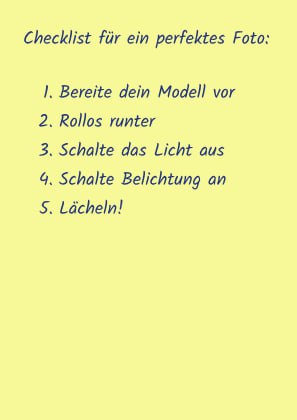 Checklist für ein perfektes Foto:
1. Bereite dein Modell vor
2. Rollos runter
3. Schalte das Licht aus
4. Schalte Belichtung an
5. Lächeln!